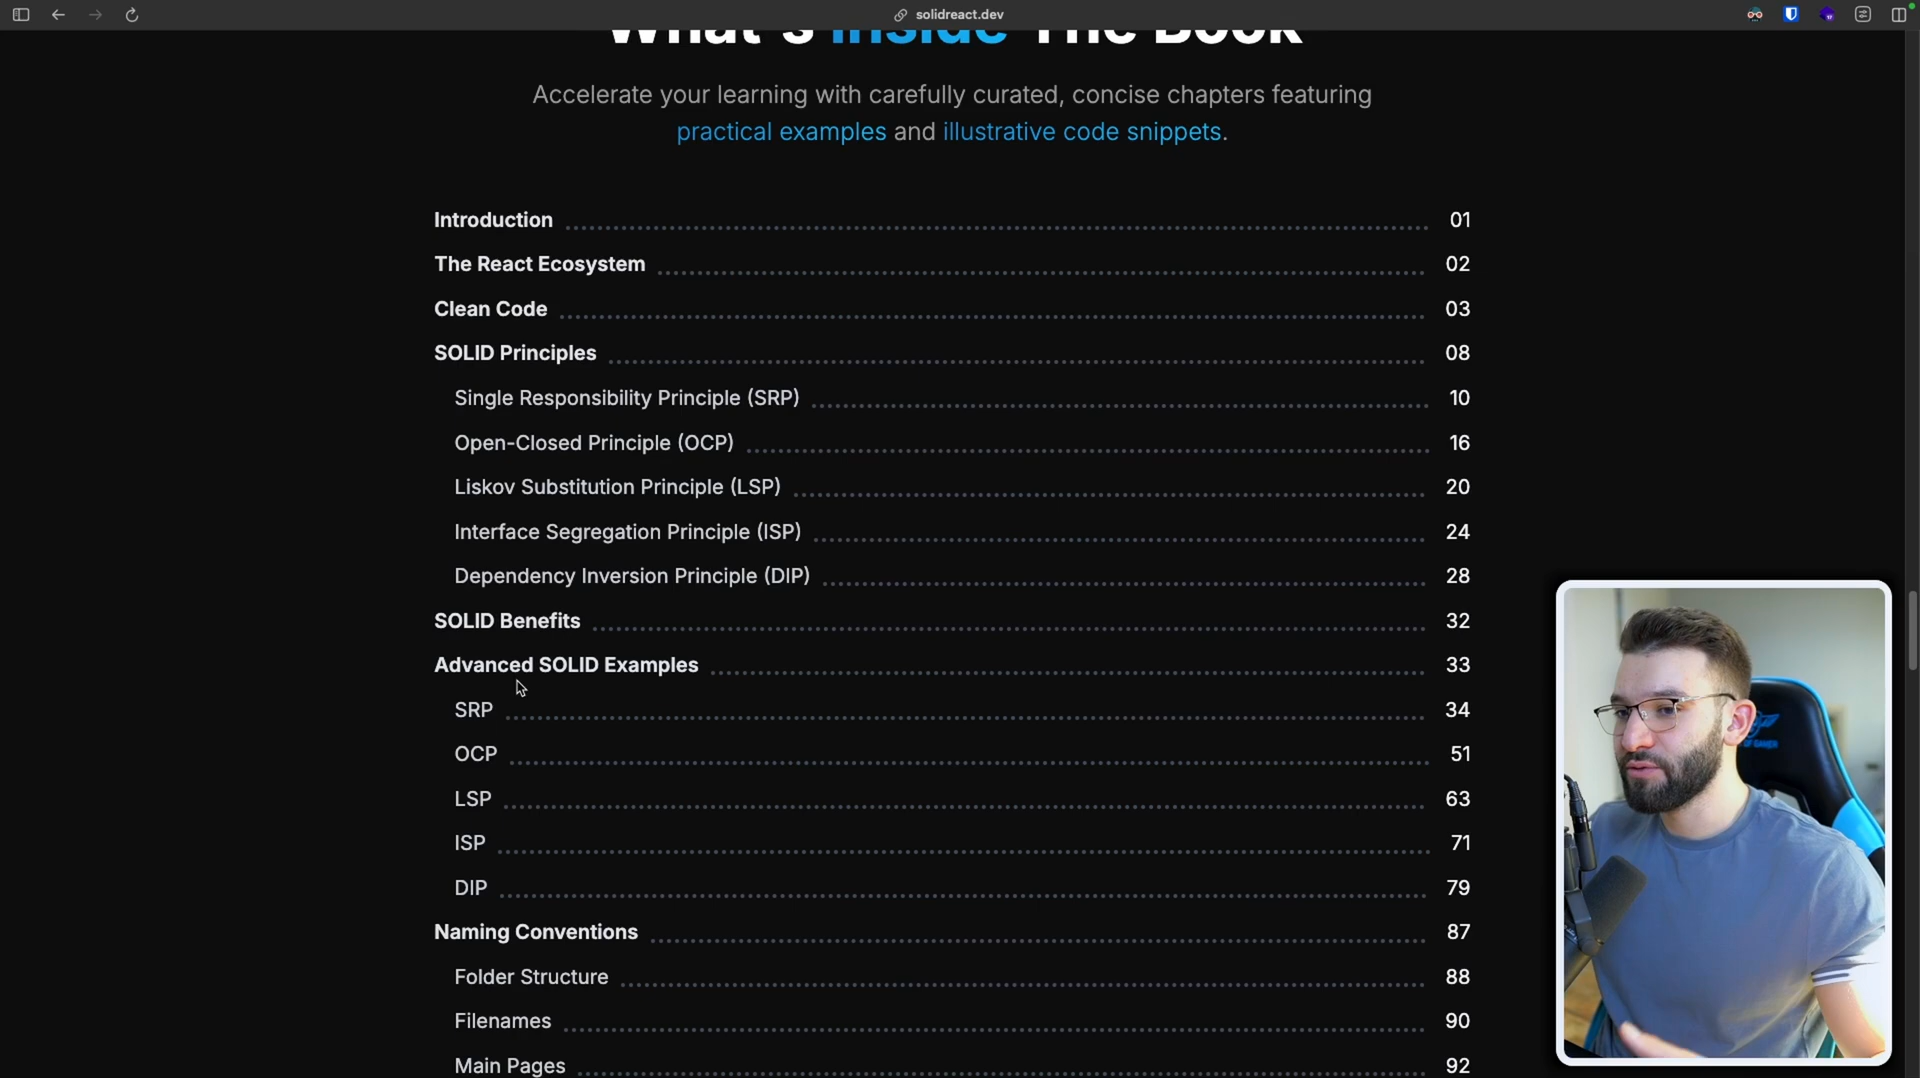 solidreact.dev
What's Inside The Book
Accelerate your learning with carefully curated, concise chapters featuring
practical examples and illustrative code snippets.
Introduction 01
The React Ecosystem 02
Clean Code 03
SOLID Principles 08
Single Responsibility Principle (SRP) 10
Open-Closed Principle (OCP) 16
Liskov Substitution Principle (LSP) 20
Interface Segregation Principle (ISP) 24
Dependency Inversion Principle (DIP) 28
SOLID Benefits 32
Advanced SOLID Examples 33
SRP 34
OCP 51
LSP 63
ISP 71
DIP 79
Naming Conventions 87
Folder Structure 88
Filenames 90
Main Pages 92